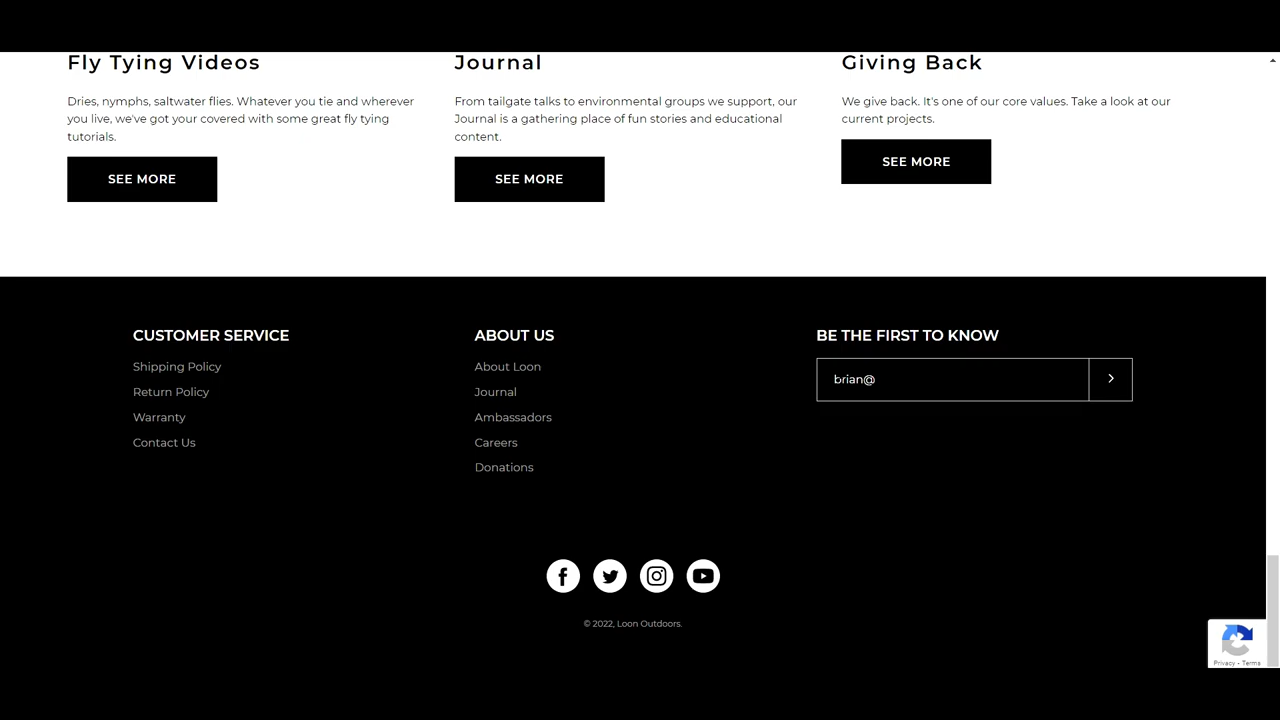 Fly Tying Videos
Dries, nymphs, saltwater flies. Whatever you tie and wherever
you live, we've got your covered with some great fly tying
tutorials.
SEE MORE
Journal
From tailgate talks to environmental groups we support, our
Journal is a gathering place of fun stories and educational
content.
SEE MORE
Giving Back
We give back. It's one of our core values. Take a look at our
current projects.
SEE MORE
CUSTOMER SERVICE
Shipping Policy
Return Policy
Warranty
Contact Us
ABOUT US
About Loon
Journal
Ambassadors
Careers
Donations
BE THE FIRST TO KNOW
brian@
© 2022, Loon Outdoors.
Privacy - Terms